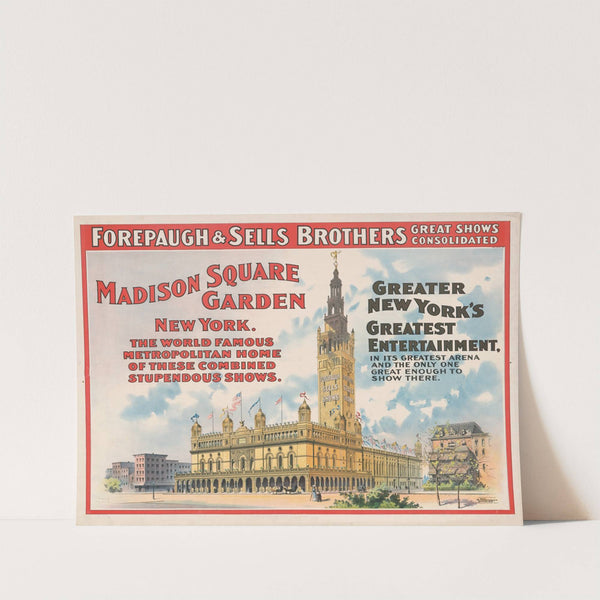 FOREPAUGH & SELLS BROTHERS GREAT SHOWS CONSOLIDATED
MADISON SQUARE
GARDEN
NEW YORK.
THE WORLD FAMOUS
METROPOLITAN HOME
OF THESE COMBINED
STUPENDOUS SHOWS.
GREATER
NEW YORK'S
GREATEST
ENTERTAINMENT,
IN ITS GREATEST ARENA
AND THE ONLY ONE
GREAT ENOUGH TO
SHOW THERE.